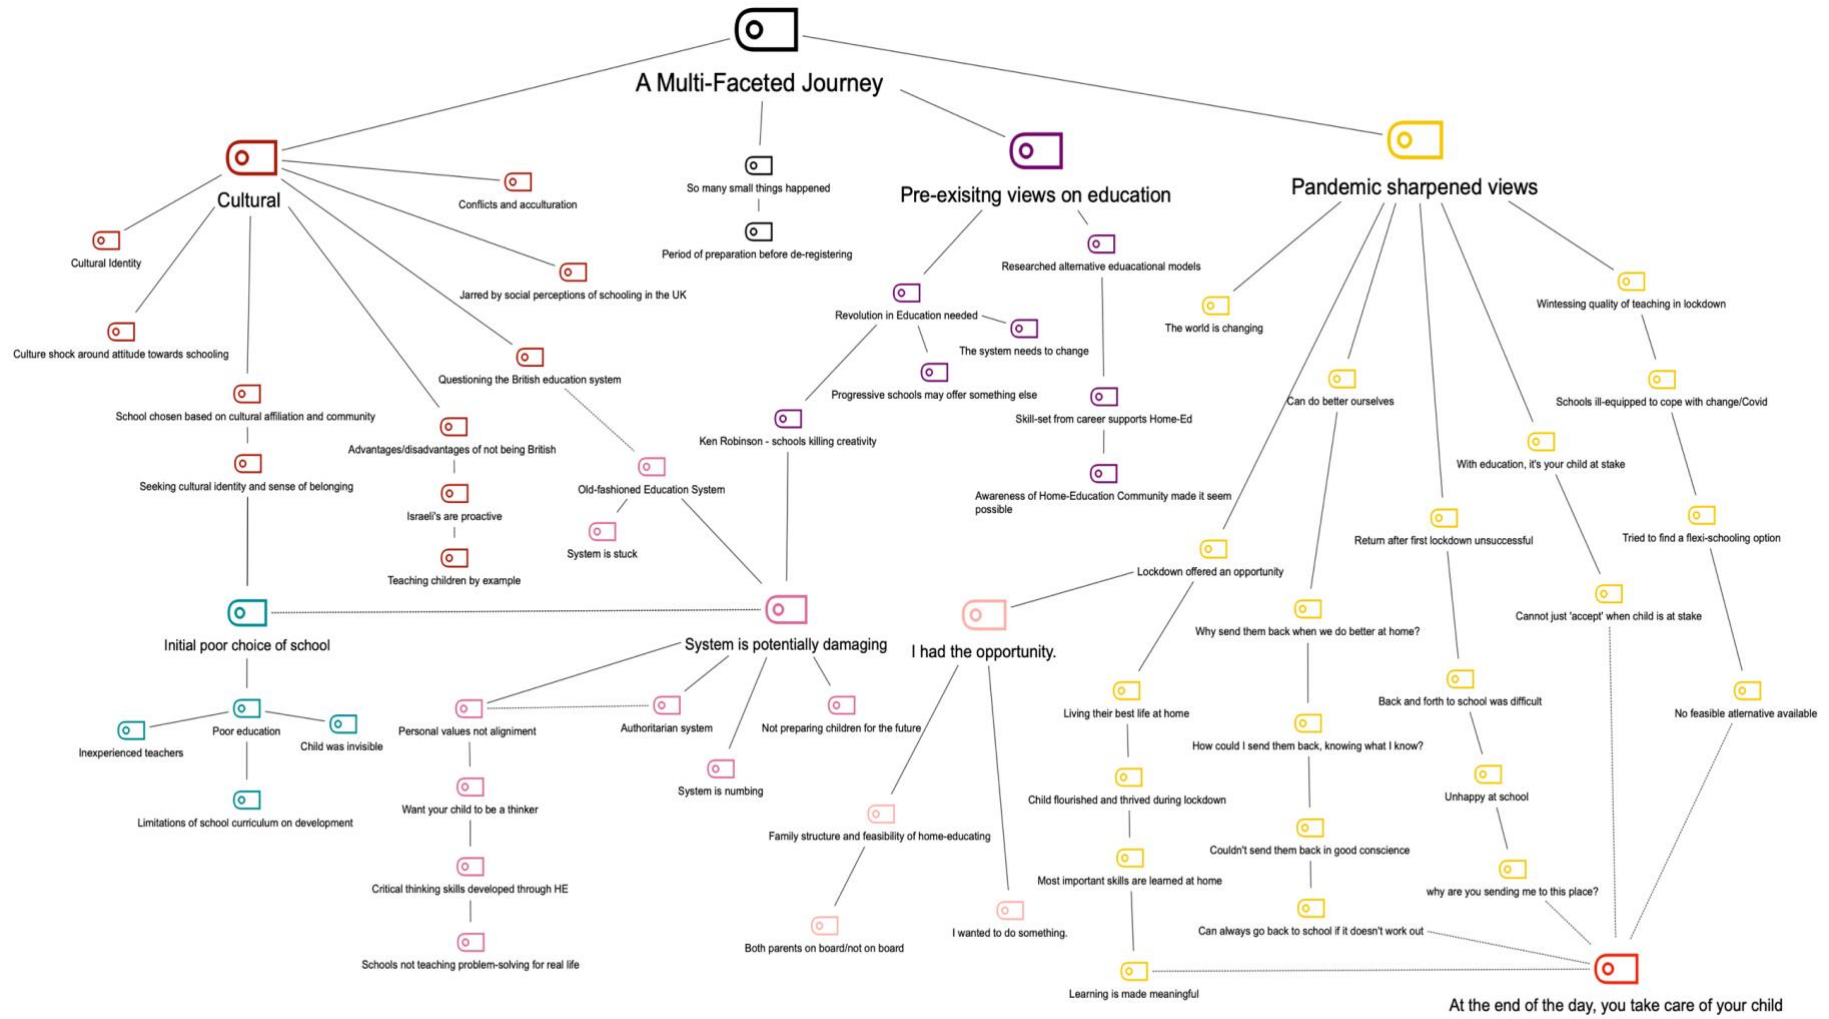 A Multi-Faceted Journey
Cultural
Conflicts and acculturation
So many small things happened
Pre-exisitng views on education
Pandemic sharpened views
Cultural Identity
Period of preparation before de-registering
Researched alternative eduacational models
Jarred by social perceptions of schooling in the UK
Revolution in Education needed
Wintessing quality of teaching in lockdown
The world is changing
Culture shock around attitude towards schooling
The system needs to change
Questioning the British education system
Progressive schools may offer something else
Can do better ourselves
Schools ill-equipped to cope with change/Covid
School chosen based on cultural affiliation and community
Advantages/disadvantages of not being British
Ken Robinson - schools killing creativity
Skill-set from career supports Home-Ed
With education, it's your child at stake
Seeking cultural identity and sense of belonging
Old-fashioned Education System
Awareness of Home-Education Community made it seem
possible
Israeli's are proactive
System is stuck
Return after first lockdown unsuccessful
Tried to find a flexi-schooling option
Teaching children by example
Lockdown offered an opportunity
Initial poor choice of school
System is potentially damaging
I had the opportunity.
Why send them back when we do better at home?
Cannot just 'accept' when child is at stake
Inexperienced teachers
Poor education
Child was invisible
Personal values not alignment
Authoritarian system
Not preparing children for the future
Living their best life at home
Back and forth to school was difficult
No feasible atlernative available
How could I send them back, knowing what I know?
System is numbing
Limitations of school curriculum on development
Want your child to be a thinker
Child flourished and thrived during lockdown
Unhappy at school
Family structure and feasibility of home-educating
Couldn't send them back in good conscience
Critical thinking skills developed through HE
Most important skills are learned at home
why are you sending me to this place?
Both parents on board/not on board
I wanted to do something.
Can always go back to school if it doesn't work out
Schools not teaching problem-solving for real life
Learning is made meaningful
At the end of the day, you take care of your child